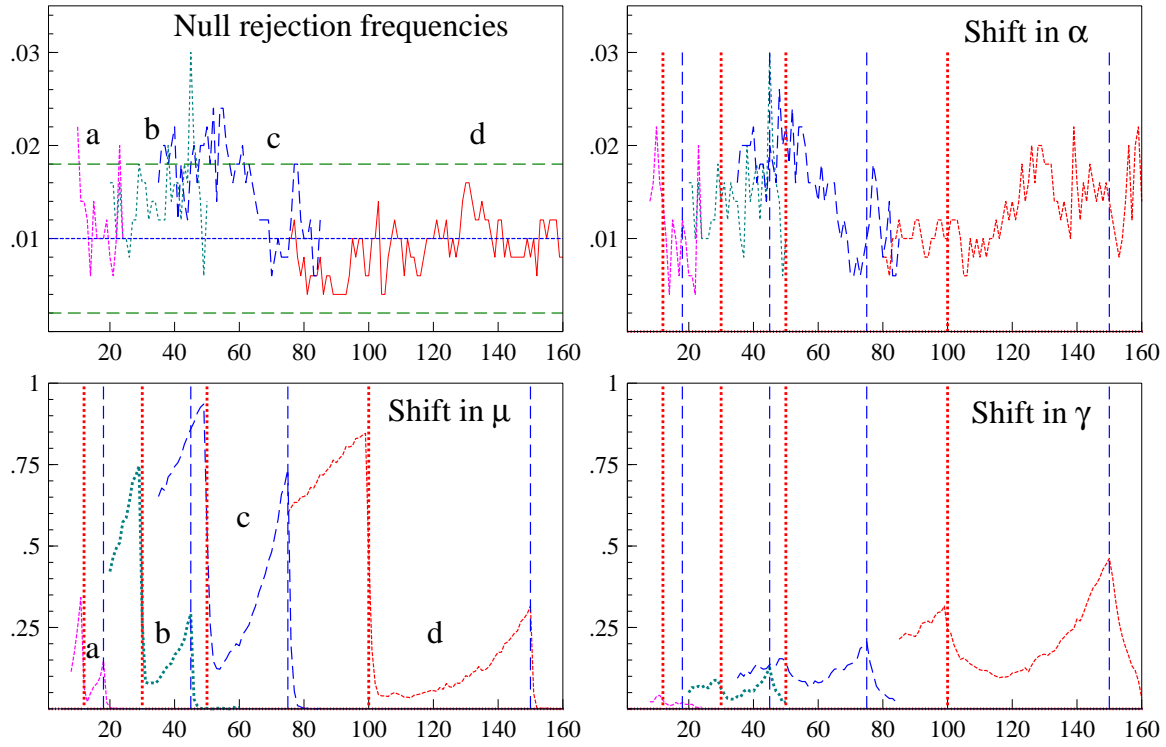 Null rejection frequencies
.03
.02
.01
a
b
c
d
20 40 60 80 100 120 140 160
Shift in α
.03
.02
.01
20 40 60 80 100 120 140 160
Shift in μ
1
.75
.5
.25
a
b
c
d
20 40 60 80 100 120 140 160
Shift in γ
1
.75
.5
.25
20 40 60 80 100 120 140 160